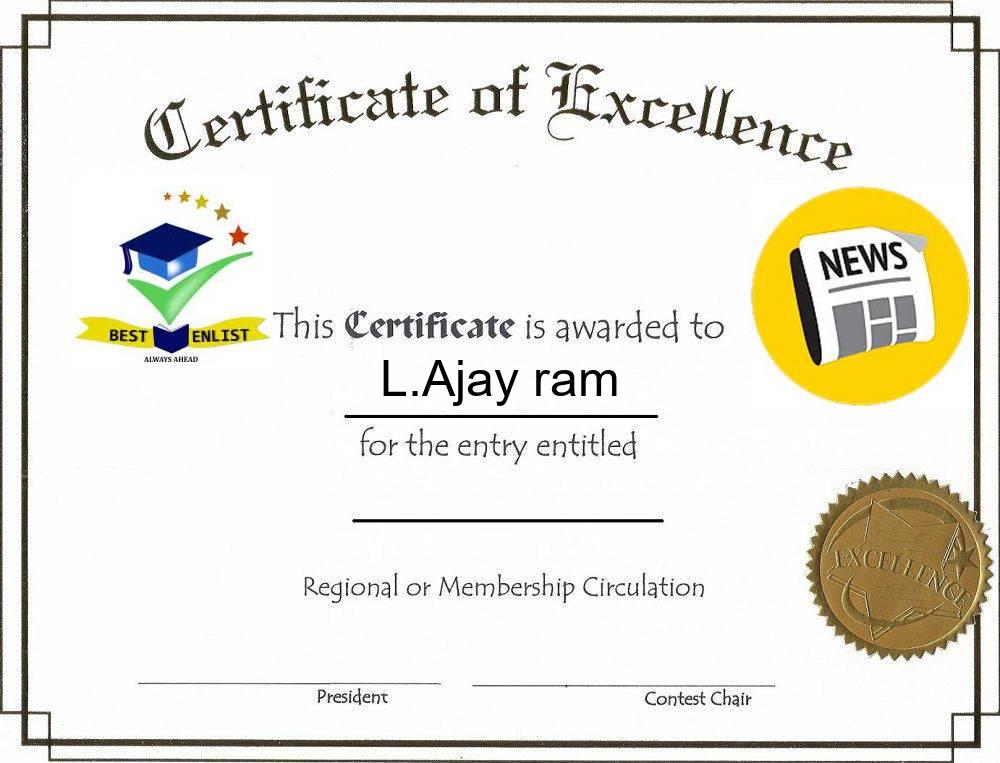 Certificate of Excellence
NEWS
BEST ENLIST
ALWAYS AHEAD
This Certificate is awarded to
L.Ajay ram
for the entry entitled
Regional or Membership Circulation
EXCELLENCE
President
Contest Chair